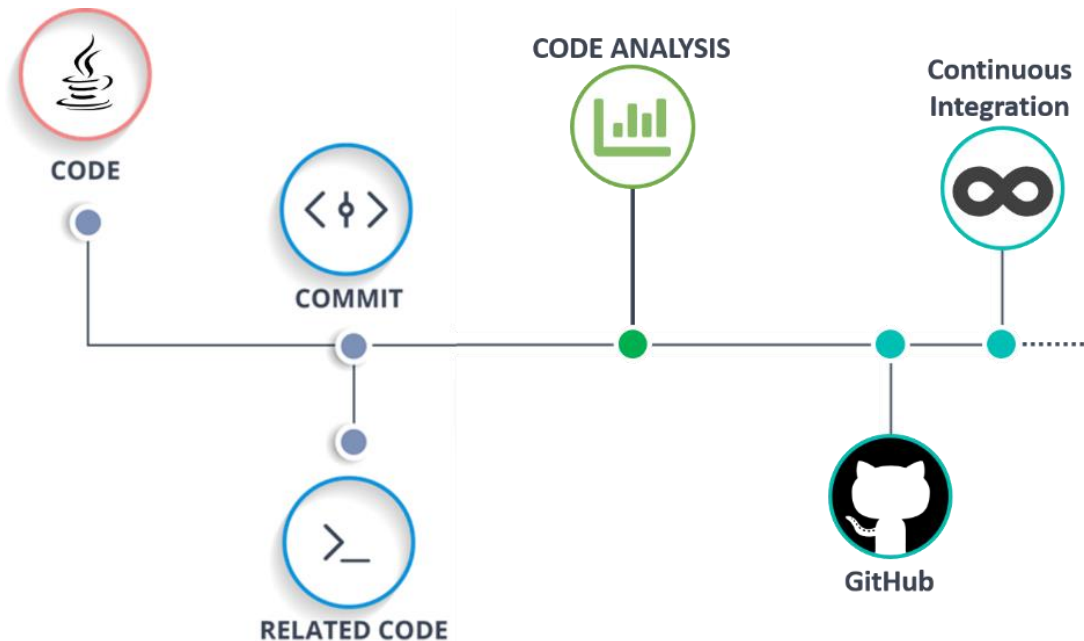 CODE
COMMIT
RELATED CODE
CODE ANALYSIS
GitHub
Continuous
Integration